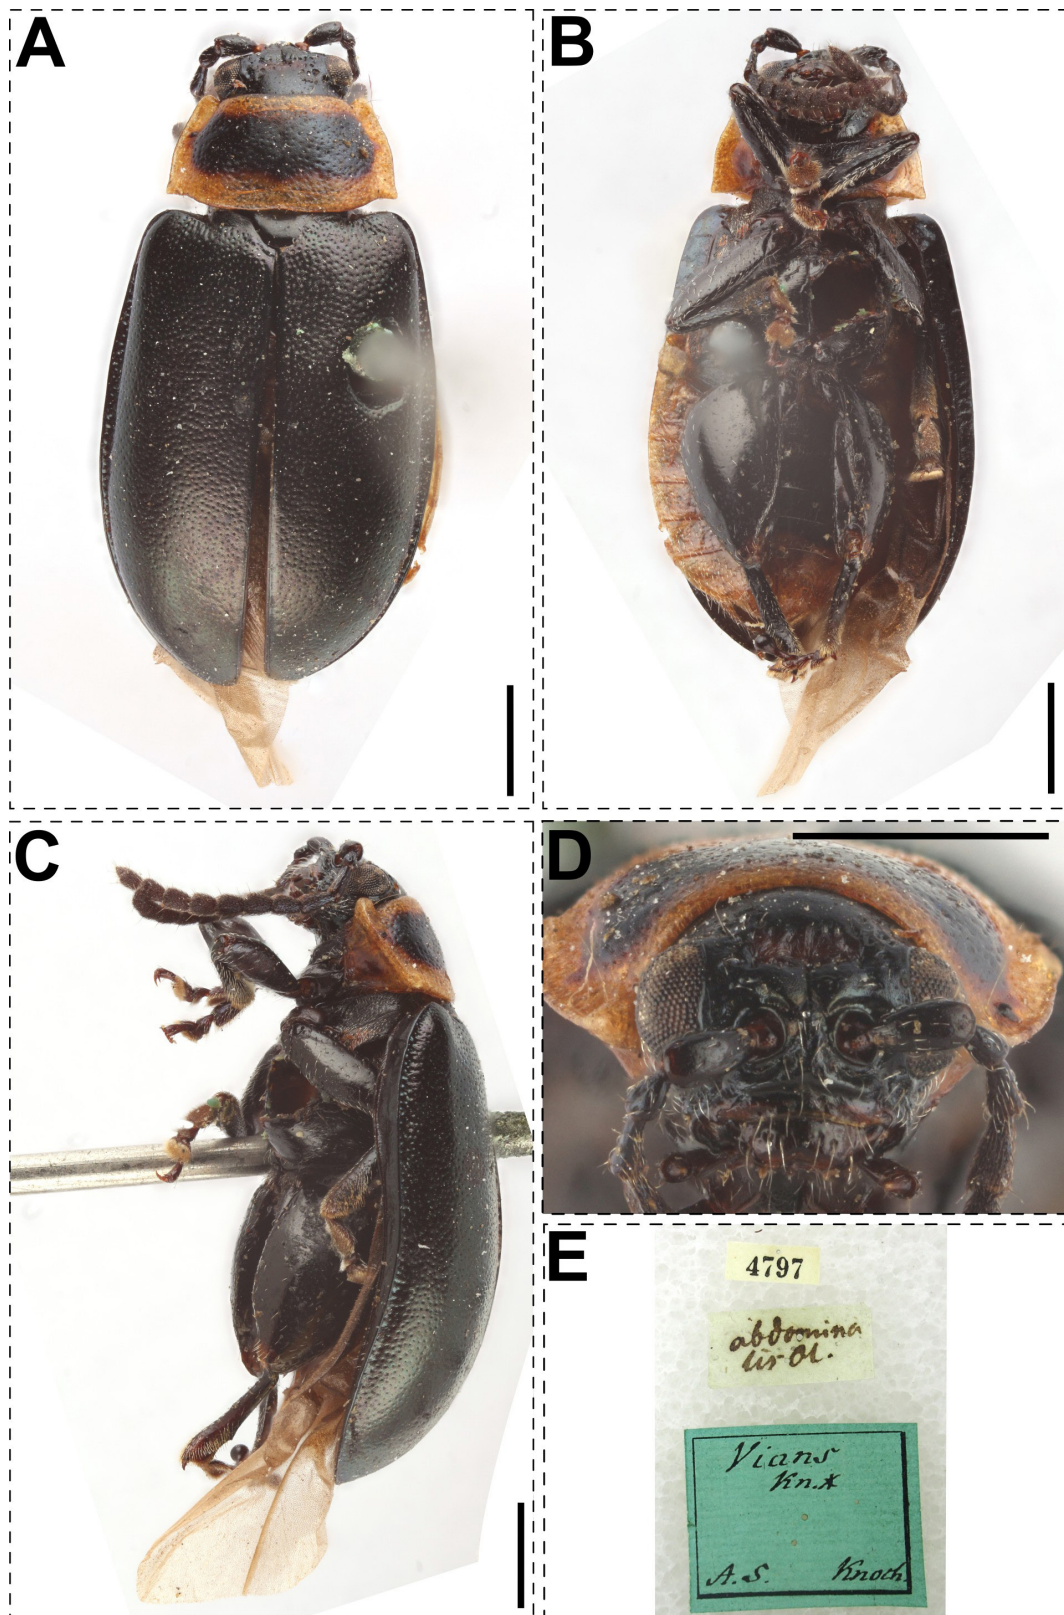 A
B
C
D
E
4797
abdomina
lis Ol.
Vians
Kn.*
A.S. Knoch.